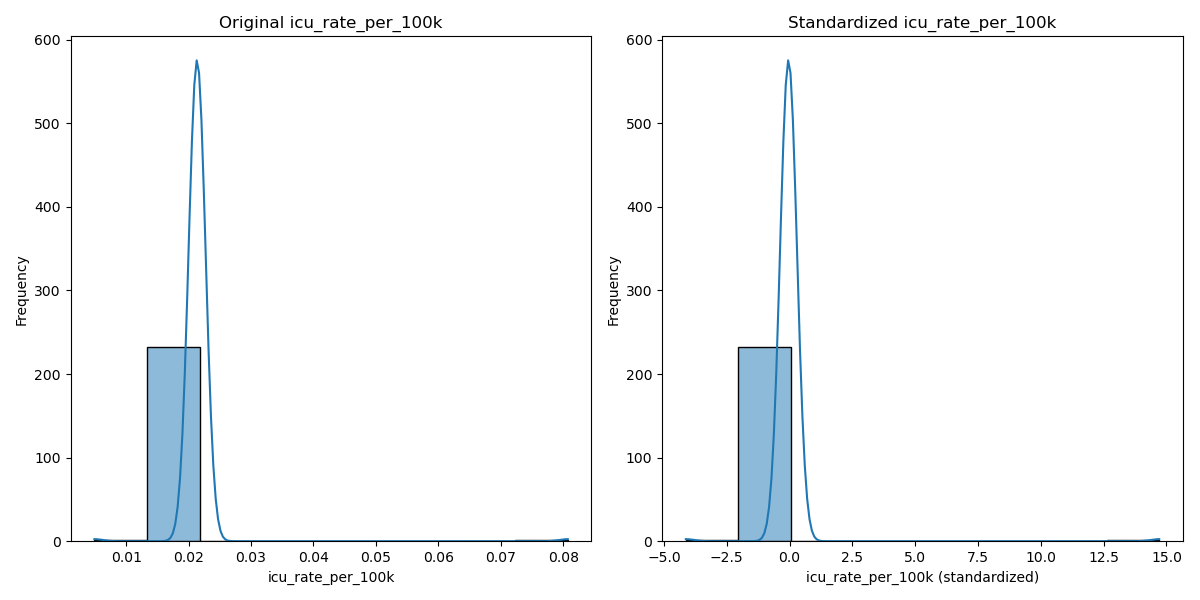 Original icu_rate_per_100k
Standardized icu_rate_per_100k
600
500
400
300
200
100
0
Frequency
0.01 0.02 0.03 0.04 0.05 0.06 0.07 0.08
icu_rate_per_100k
600
500
400
300
200
100
0
Frequency
−5.0 −2.5 0.0 2.5 5.0 7.5 10.0 12.5 15.0
icu_rate_per_100k (standardized)